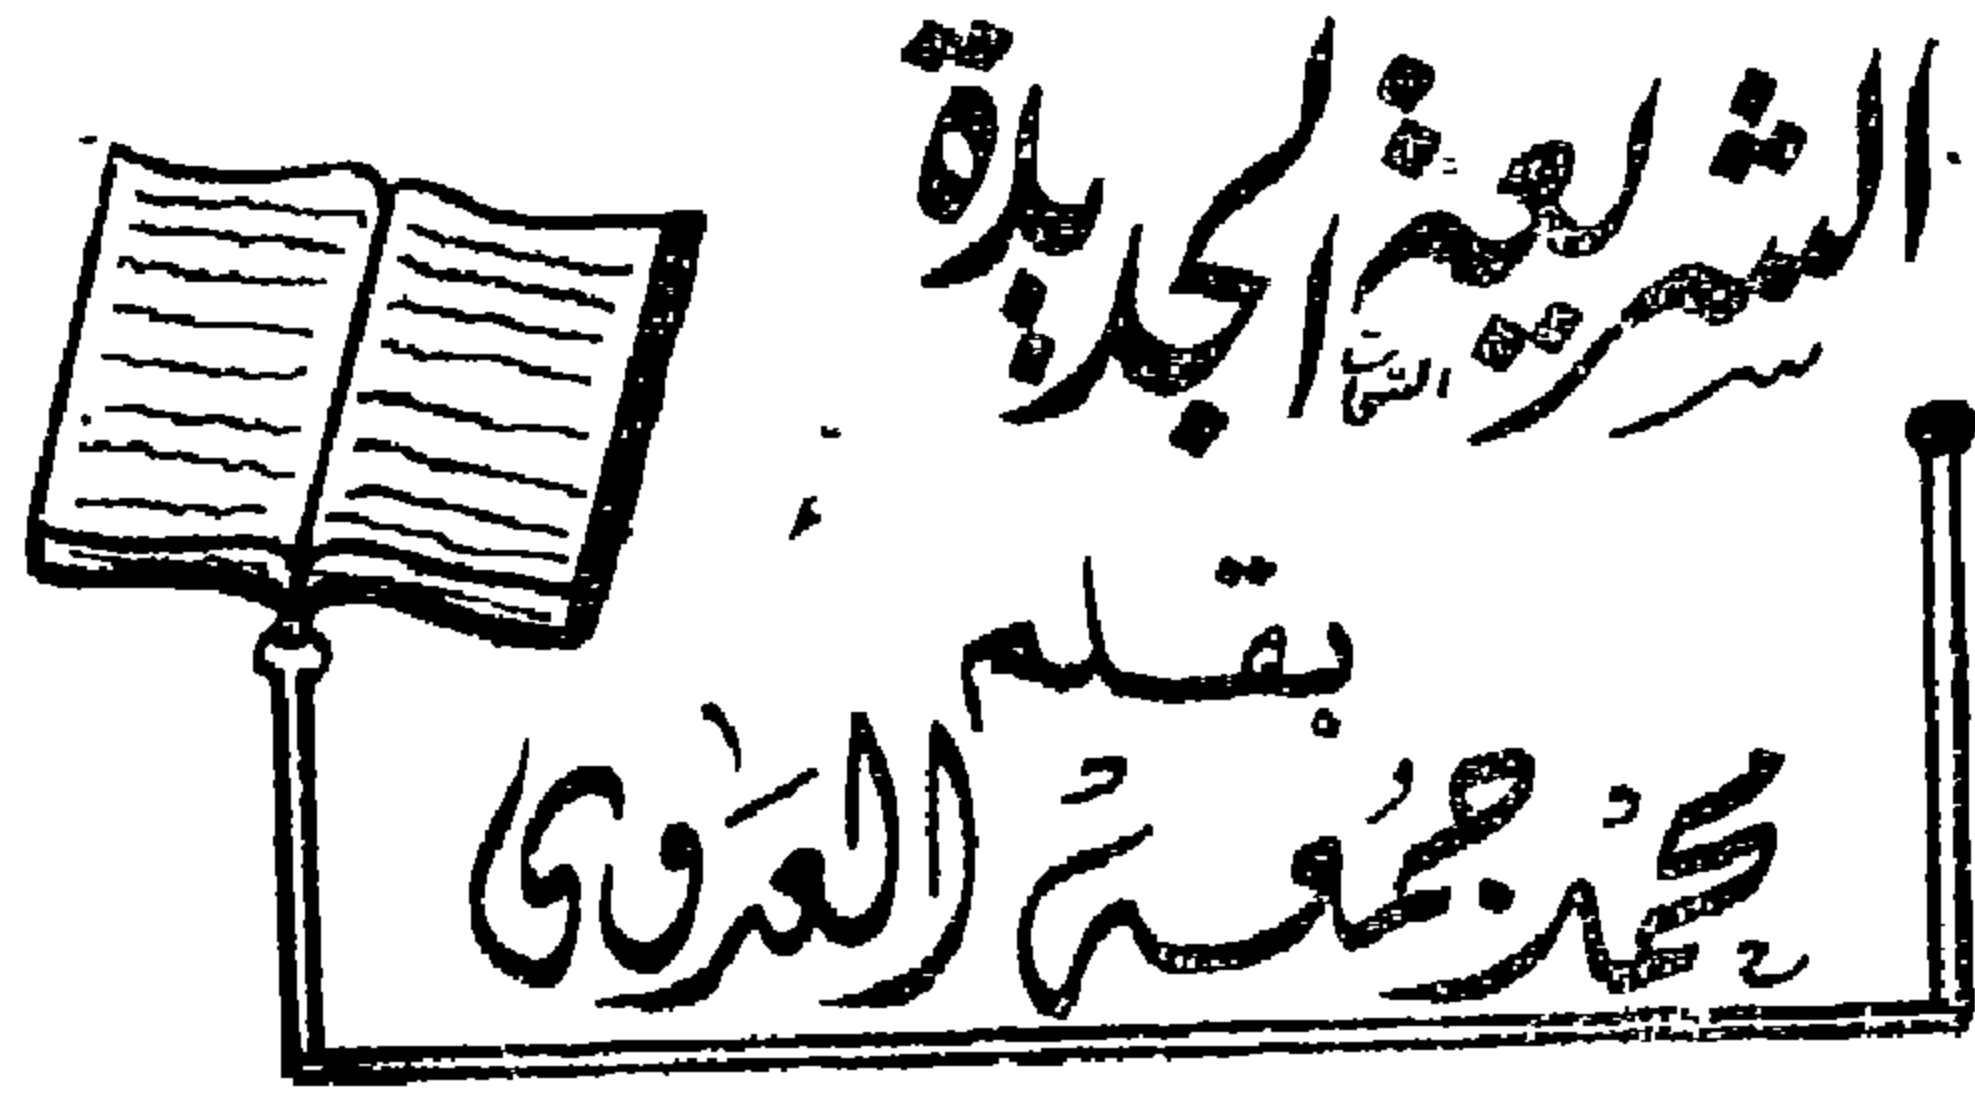 الشريعة الجديدة
بقلم
محمد جمعة العدوى